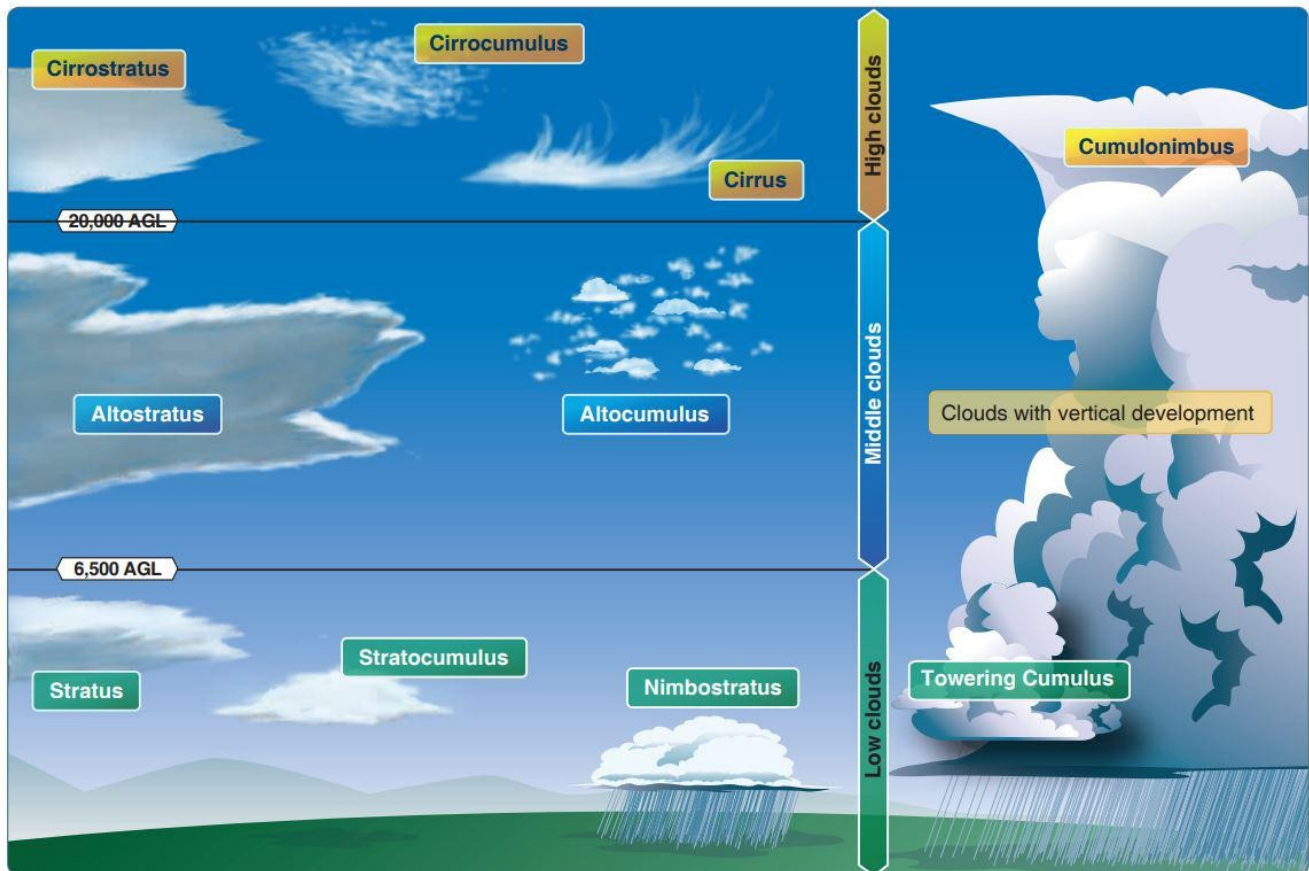 Cirrostratus
Cirrocumulus
Cirrus
High clouds
Cumulonimbus
20,000 AGL
Altostratus
Altocumulus
Middle clouds
Clouds with vertical development
6,500 AGL
Stratus
Stratocumulus
Nimbostratus
Low clouds
Towering Cumulus